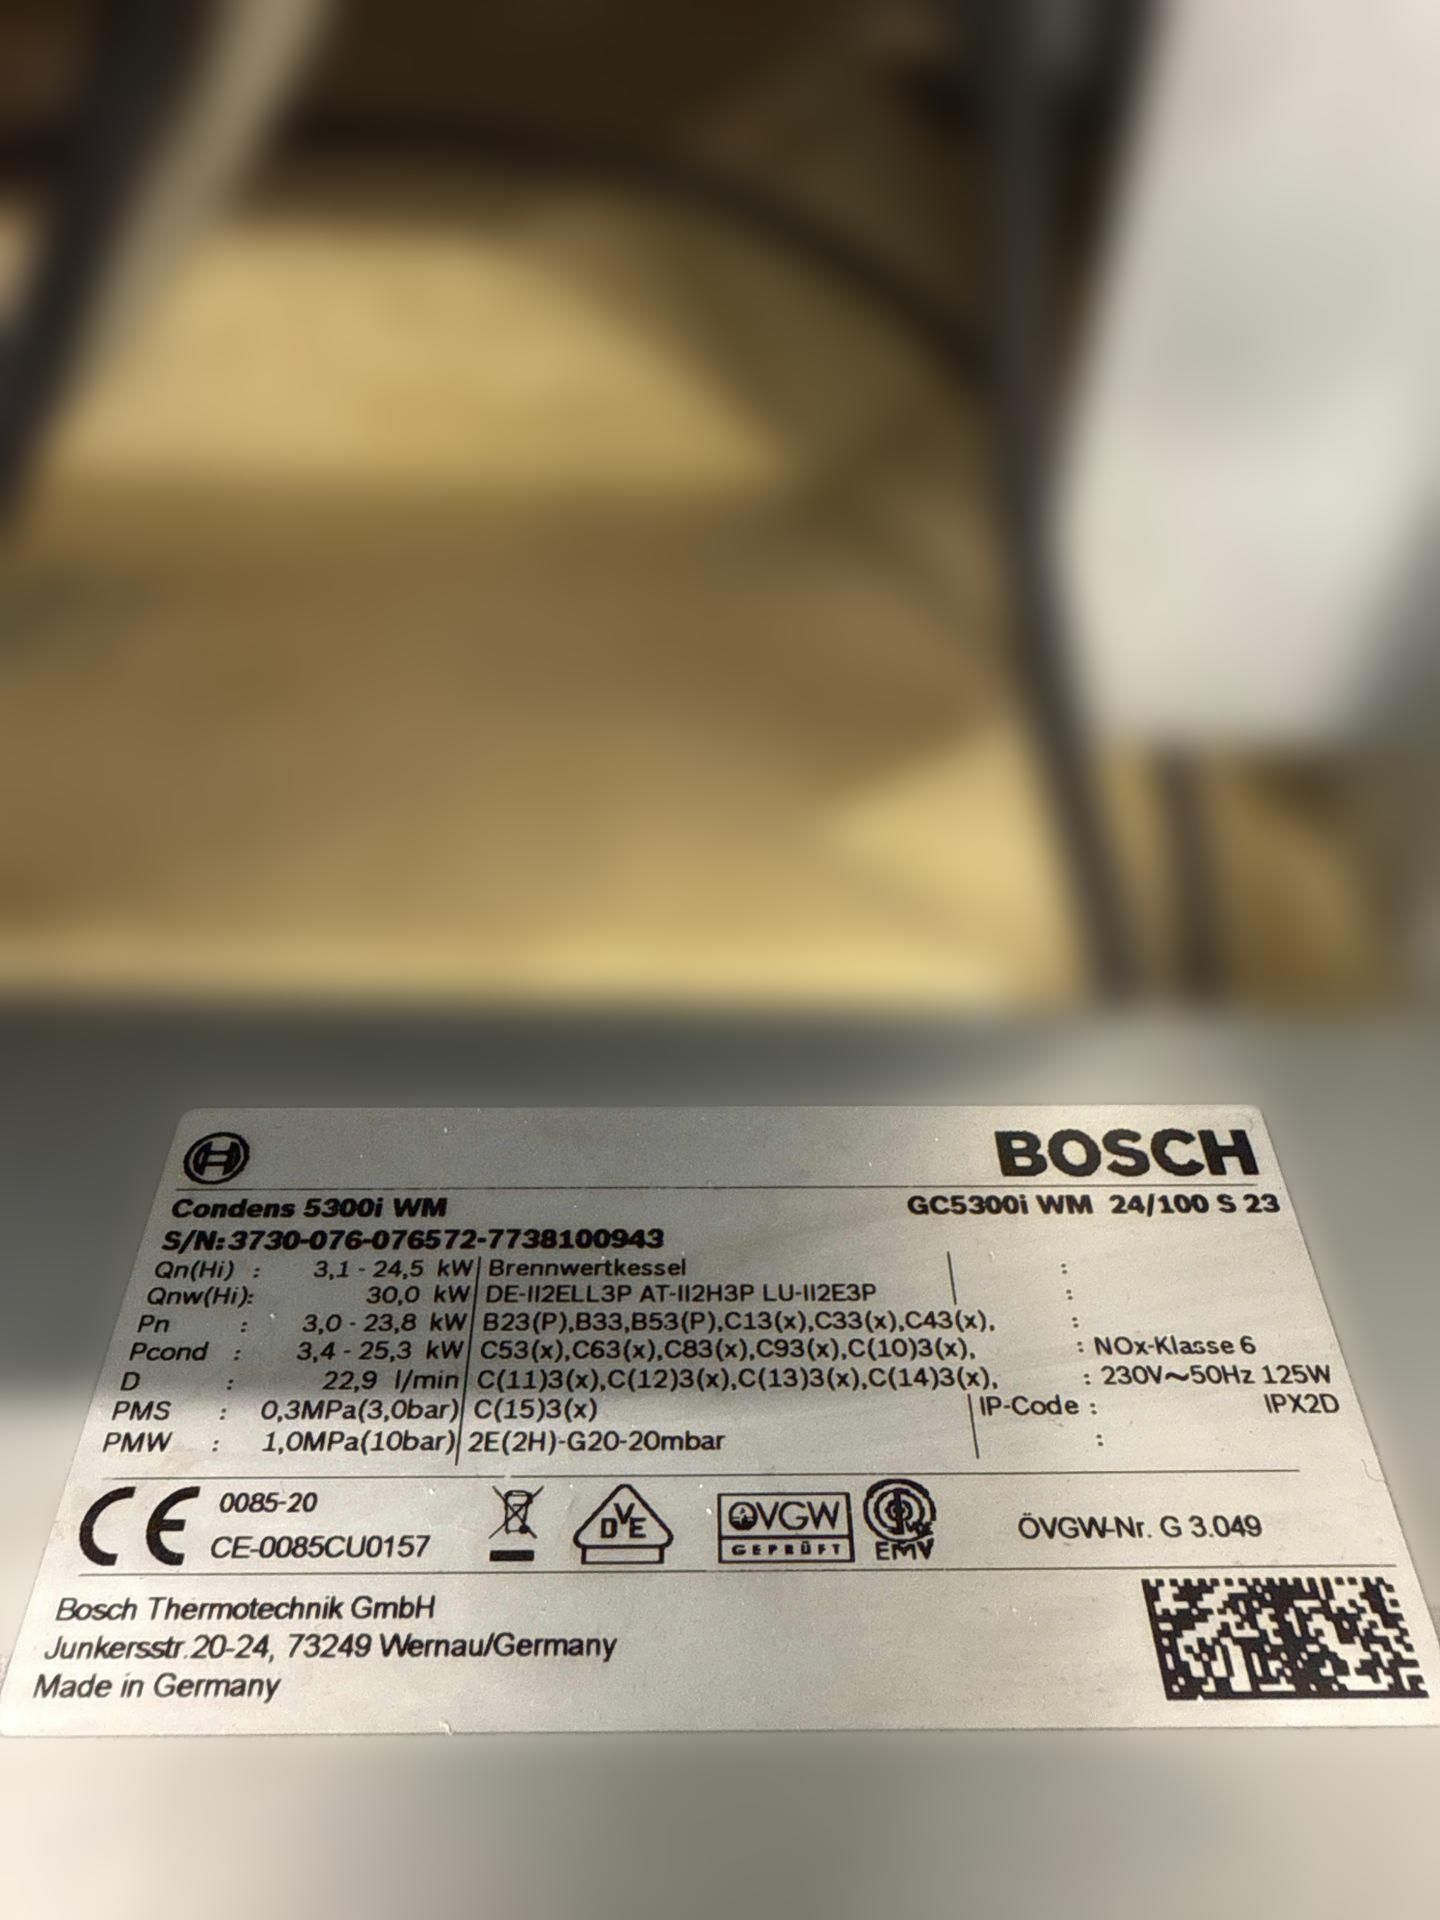 BOSCH
Condens 5300i WM GC5300i WM 24/100 S 23
S/N: 3730-076-076572-7738100943
Qn(Hi) : 3,1 - 24,5 kW Brennwertkessel :
Qnw(Hi): 30,0 kW DE-II2ELL3P AT-II2H3P LU-II2E3P :
Pn : 3,0 - 23,8 kW B23(P),B33,B53(P),C13(x),C33(x),C43(x), :
Pcond : 3,4 - 25,3 kW C53(x),C63(x),C83(x),C93(x),C(10)3(x), : NOx-Klasse 6
D : 22,9 l/min C(11)3(x),C(12)3(x),C(13)3(x),C(14)3(x), : 230V~50Hz 125W
PMS : 0,3MPa(3,0bar) C(15)3(x) IP-Code : IPX2D
PMW : 1,0MPa(10bar) 2E(2H)-G20-20mbar :
CE 0085-20
CE-0085CU0157
DVE
ÖVGW
GEPRÜFT
EMV
ÖVGW-Nr. G 3.049
Bosch Thermotechnik GmbH
Junkersstr.20-24, 73249 Wernau/Germany
Made in Germany